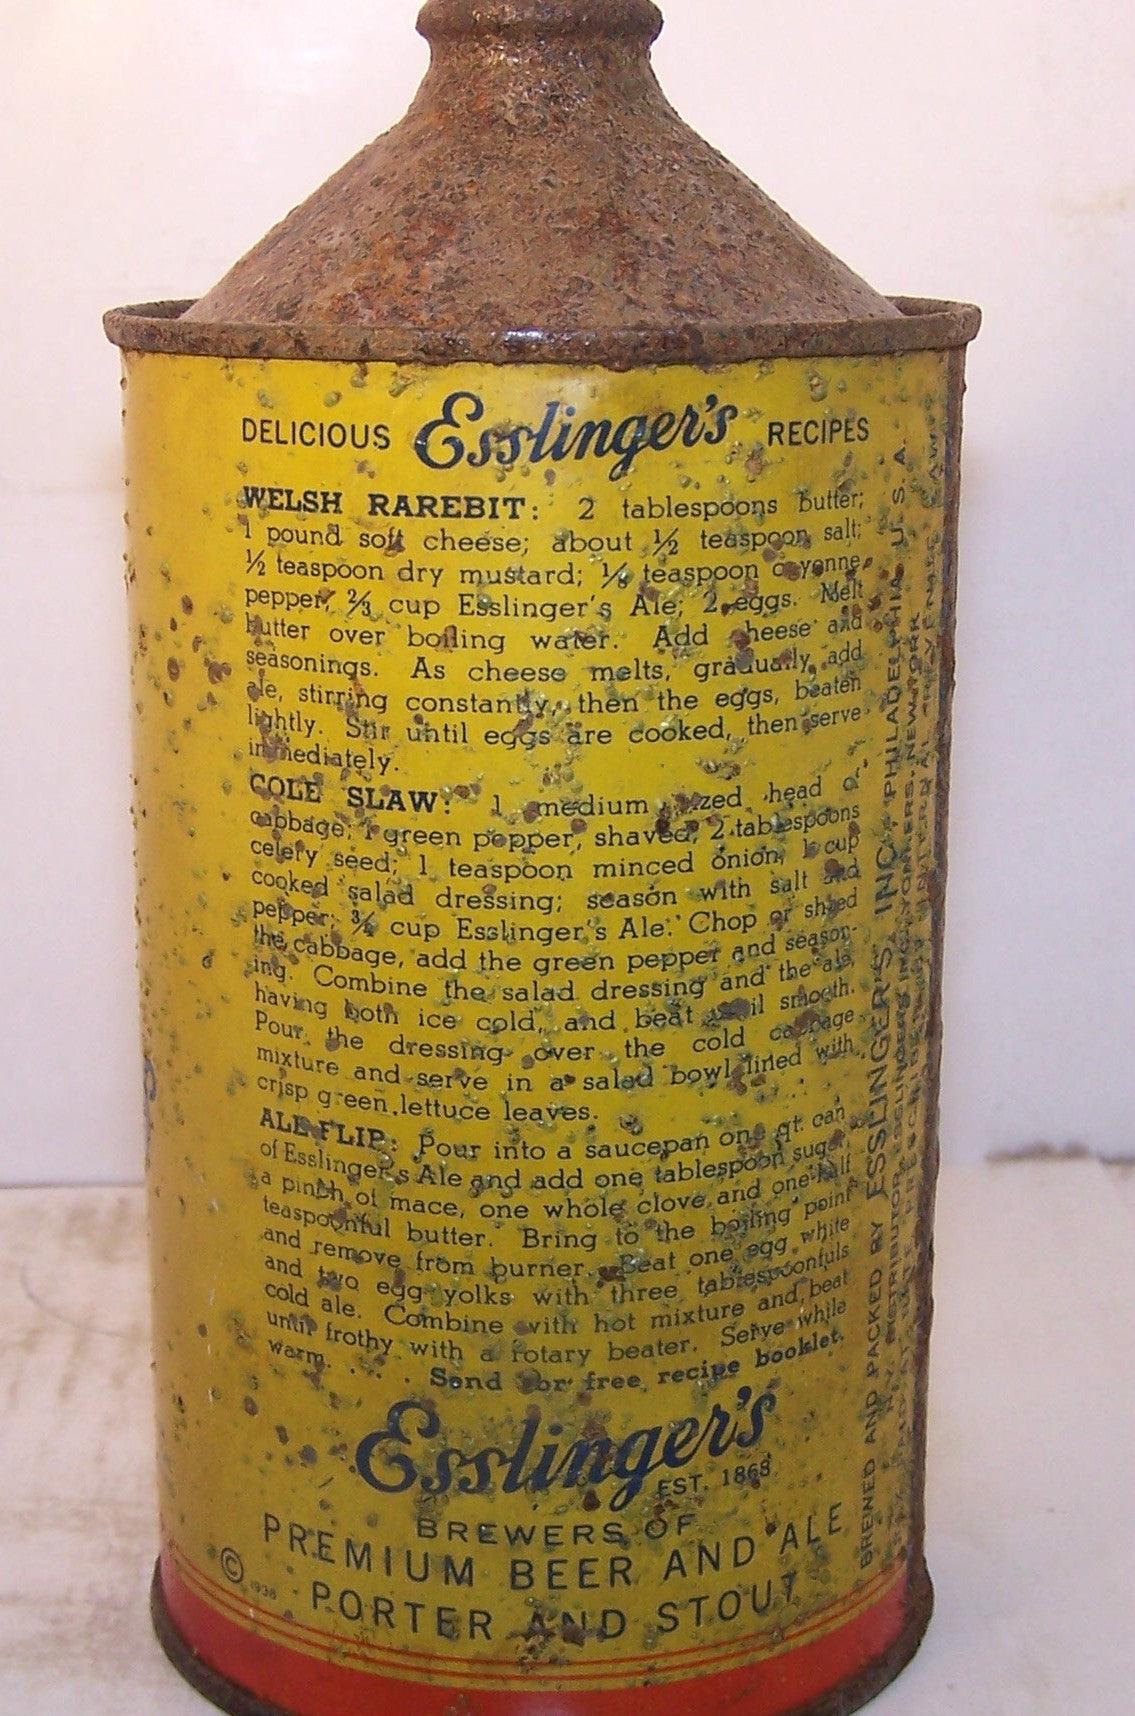 DELICIOUS Esslinger's RECIPES
WELSH RAREBIT: 2 tablespoons butter;
1 pound soft cheese; about ½ teaspoon salt;
½ teaspoon dry mustard; ⅛ teaspoon cayenne
pepper; ⅔ cup Esslinger's Ale; 2 eggs. Melt
butter over boiling water. Add cheese and
seasonings. As cheese melts, gradually add
ale, stirring constantly, then the eggs, beaten
lightly. Stir until eggs are cooked, then serve
immediately.
COLE SLAW: 1 medium sized head of
cabbage; 1 green pepper, shaved; 2 tablespoons
celery seed; 1 teaspoon minced onion; 1 cup
cooked salad dressing; season with salt and
pepper; cup Esslinger's Ale. Chop or shred
the cabbage, add the green pepper and season-
ing. Combine the salad dressing and the ale,
having both ice cold, and beat until smooth.
Pour the dressing over the cold cabbage
mixture and serve in a salad bowl lined with
crisp green lettuce leaves.
ALE FLIP: Pour into a saucepan one qt. can
of Esslinger's Ale and add one tablespoon sugar,
a pinch of mace, one whole clove and one-half
teaspoonful butter. Bring to the boiling point
and remove from burner. Beat one egg white
and two egg yolks with three tablespoonfuls
cold ale. Combine with hot mixture and beat
until frothy with a rotary beater. Serve while
warm. . . . Send for free recipe booklet.
Esslinger's
EST. 1868
BREWERS OF
PREMIUM BEER AND ALE
PORTER AND STOUT
© 1938
BREWED AND PACKED BY ESSLINGER'S INC. PHILADELPHIA, U. S. A.
N.Y. DISTRIBUTOR ESSLINGER'S INC. YONKERS, NEW YORK